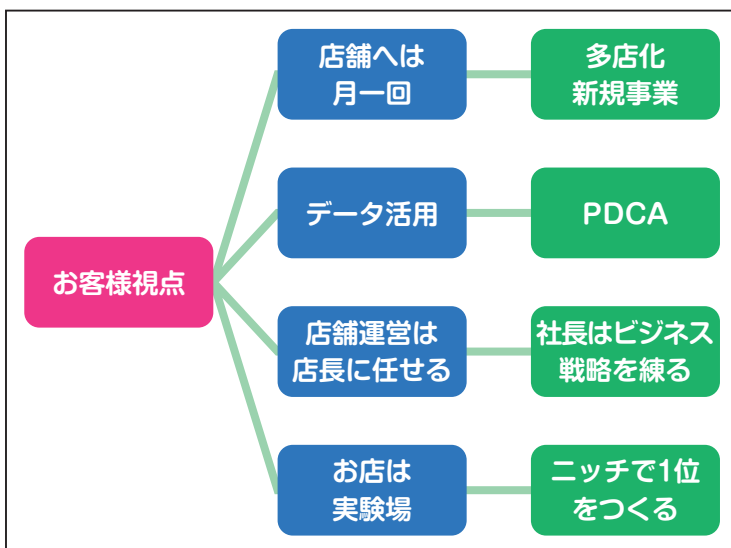 お客様視点
店舗へは
月一回
多店化
新規事業
データ活用
PDCA
店舗運営は
店長に任せる
社長はビジネス
戦略を練る
お店は
実験場
ニッチで1位
をつくる